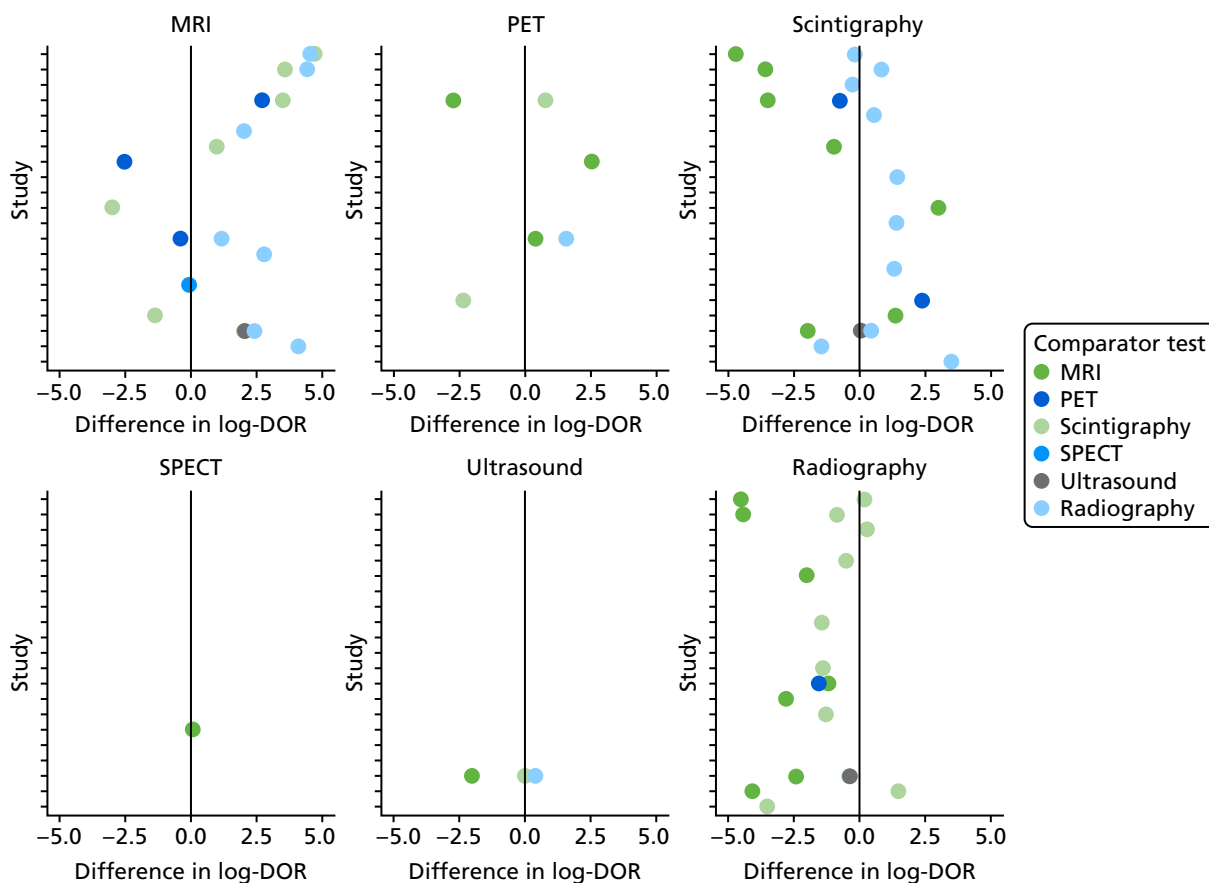 MRI
PET
Scintigraphy
Study
Study
Study
−5.0 −2.5 0.0 2.5 5.0
−5.0 −2.5 0.0 2.5 5.0
−5.0 −2.5 0.0 2.5 5.0
Difference in log-DOR
Difference in log-DOR
Difference in log-DOR
Comparator test
MRI
PET
Scintigraphy
SPECT
Ultrasound
Radiography
SPECT
Ultrasound
Radiography
Study
Study
Study
−5.0 −2.5 0.0 2.5 5.0
−5.0 −2.5 0.0 2.5 5.0
−5.0 −2.5 0.0 2.5 5.0
Difference in log-DOR
Difference in log-DOR
Difference in log-DOR